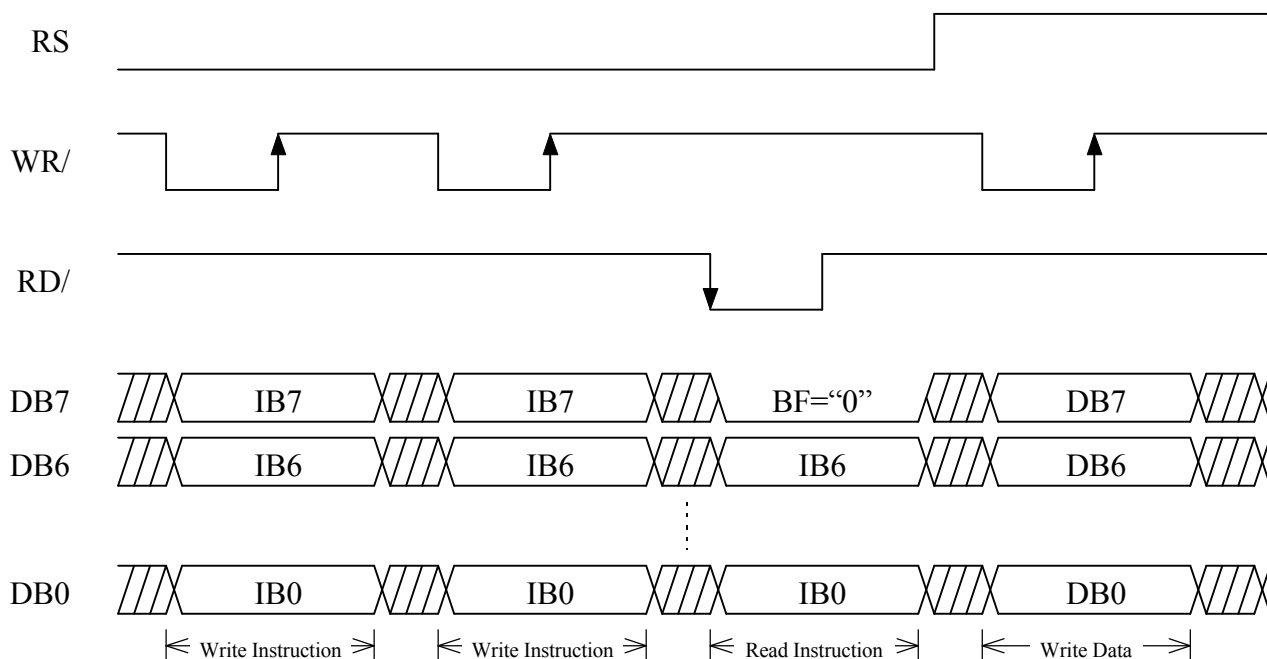 RS
WR/
RD/
DB7 IB7 IB7 BF=“0” DB7
DB6 IB6 IB6 IB6 DB6
DB0 IB0 IB0 IB0 DB0
Write Instruction Write Instruction Read Instruction Write Data